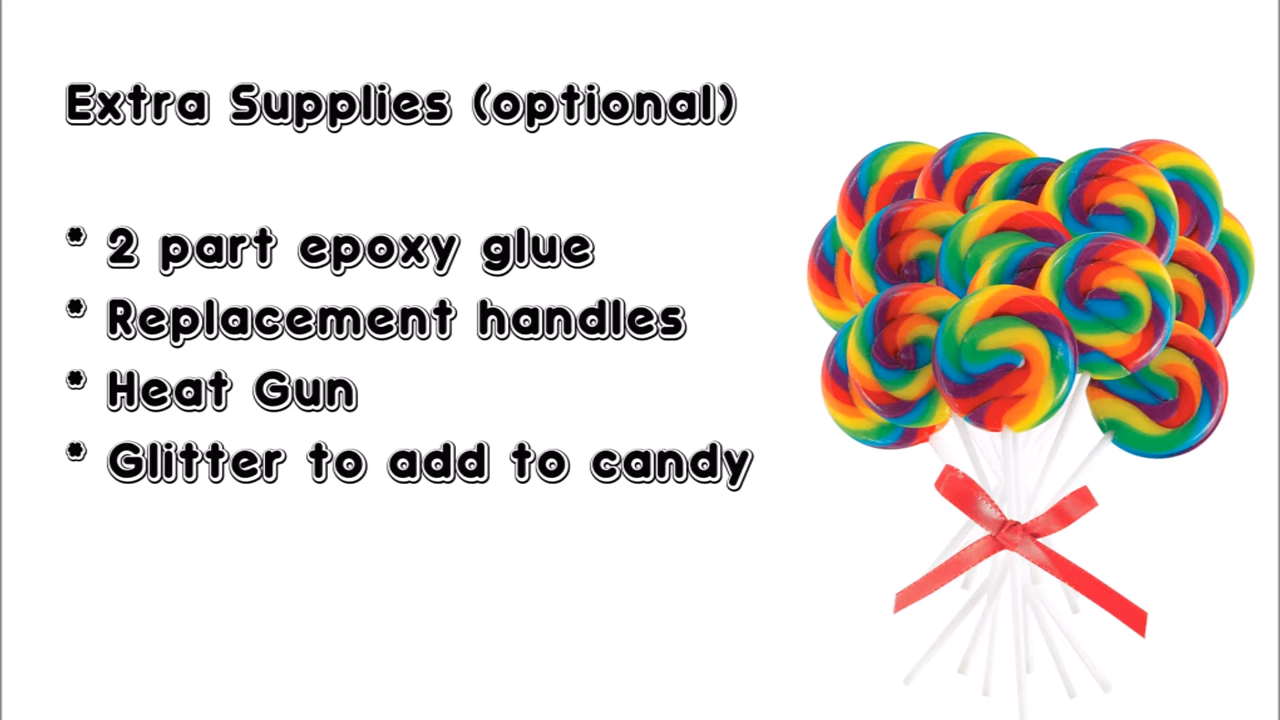 Extra Supplies (optional)
* 2 part epoxy glue
* Replacement handles
* Heat Gun
* Glitter to add to candy